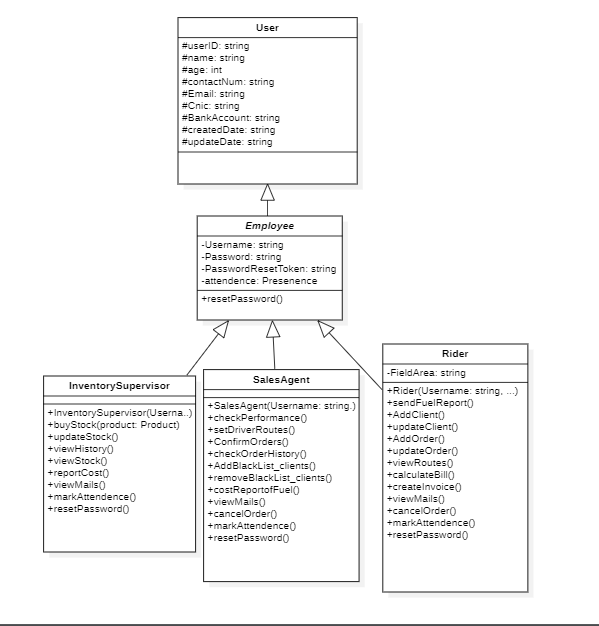 User
#userID: string
#name: string
#age: int
#contactNum: string
#Email: string
#Cnic: string
#BankAccount: string
#createdDate: string
#updateDate: string
Employee
-Username: string
-Password: string
-PasswordResetToken: string
-attendence: Presenence
+resetPassword()
InventorySupervisor
+InventorySupervisor(Userna..)
+buyStock(product: Product)
+updateStock()
+viewHistory()
+viewStock()
+reportCost()
+viewMails()
+markAttendence()
+resetPassword()
SalesAgent
+SalesAgent(Username: string.)
+checkPerformance()
+setDriverRoutes()
+ConfirmOrders()
+checkOrderHistory()
+AddBlackList_clients()
+removeBlackList_clients()
+costReportofFuel()
+viewMails()
+cancelOrder()
+markAttendence()
+resetPassword()
Rider
-FieldArea: string
+Rider(Username: string, ...)
+sendFuelReport()
+AddClient()
+updateClient()
+AddOrder()
+updateOrder()
+viewRoutes()
+calculateBill()
+createInvoice()
+viewMails()
+cancelOrder()
+markAttendence()
+resetPassword()